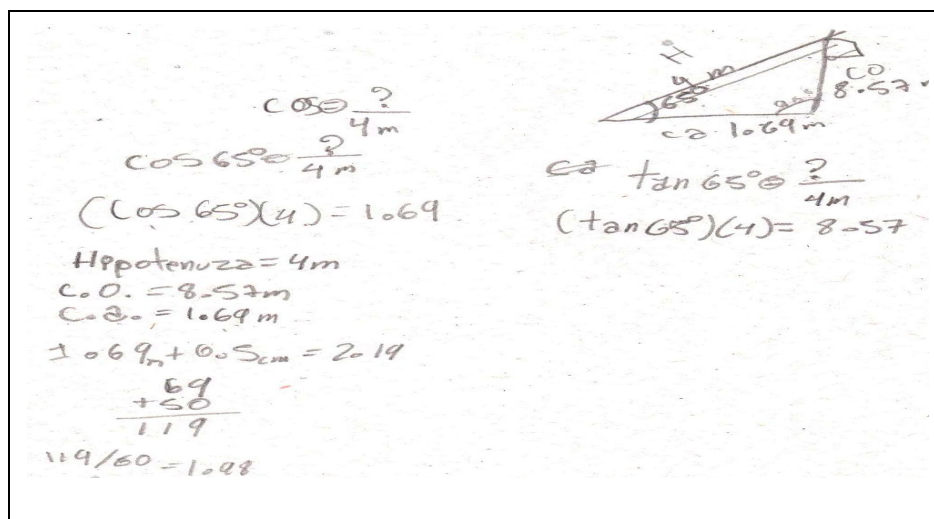 cos = ?/4m
cos 65° = ?/4m
(Cos 65°)(4) = 1.69
Hipotenuza = 4m
C.O. = 8.57m
C.a. = 1.69 m
1.69m + 0.5cm = 2.19
69
+50
119
119/60 = 1.98
H
4 m
65°
CO
8.57
ca 1.69m
ca tan 65° = ?/4m
(tan 65°)(4) = 8.57